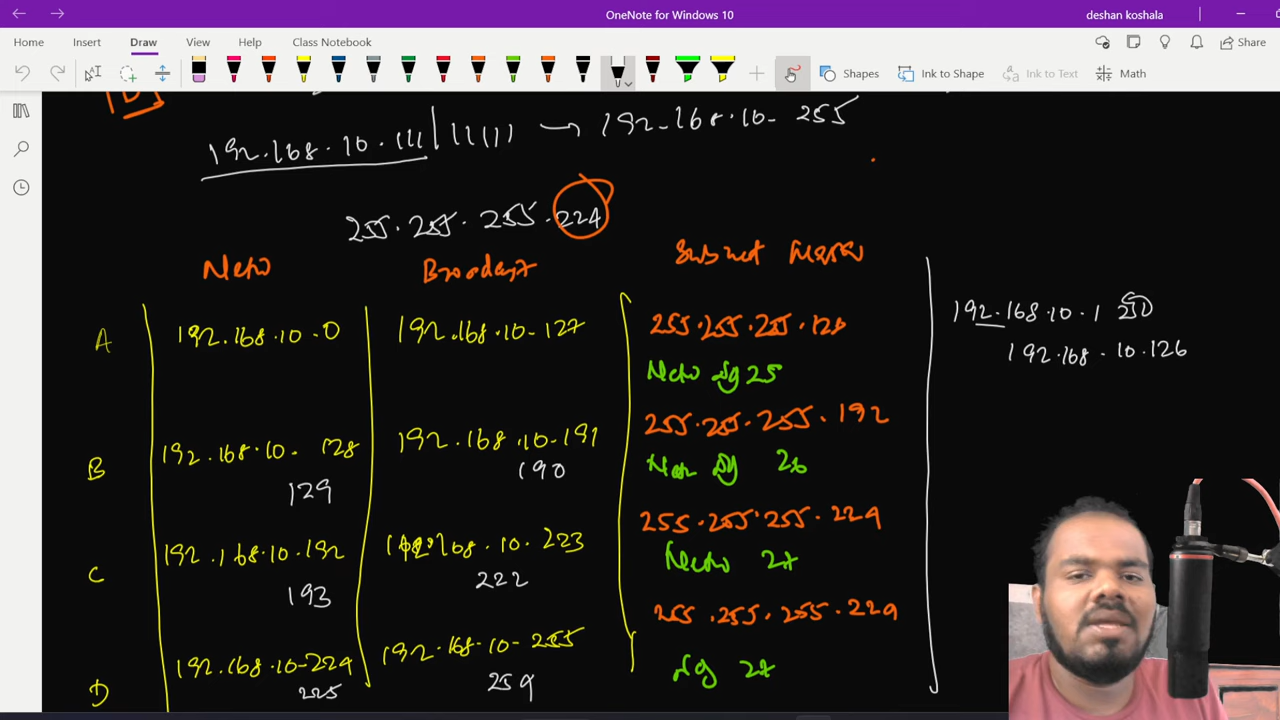 OneNote for Windows 10
deshan koshala
Home Insert Draw View Help Class Notebook
Share
Shapes Ink to Shape Ink to Text Math
192.168.10.111|11111 → 192.168.10.255
255.255.255.224
Subnet
A 192.168.10.0 192.168.10.127 255.255.255.128 192.168.10.1
25 192.168.10.126
B 192.168.10.128 192.168.10.191 255.255.255.192
129 190 26
C 192.168.10.192 192.168.10.223 255.255.255.224
193 222 27
D 192.168.10.224 192.168.10.255 255.255.255.224
225 254 27